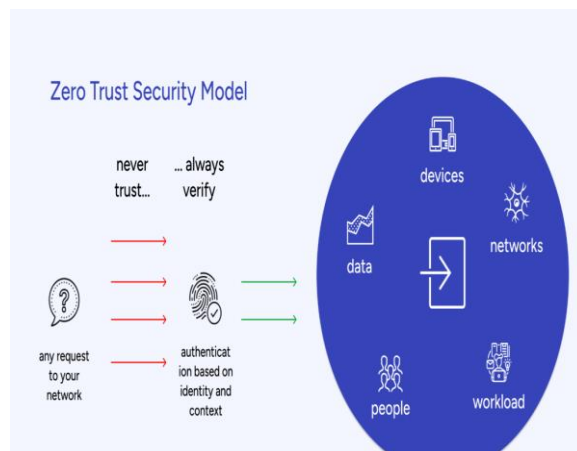 Zero Trust Security Model
never
trust...
... always
verify
?
any request
to your
network
authenticat
ion based on
identity and
context
devices
networks
data
people
workload